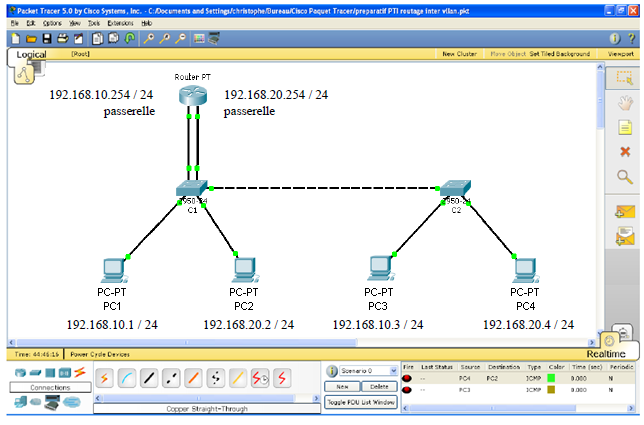 Packet Tracer 5.0 by Cisco Systems, Inc. - C:/Documents and Settings/christophe/Bureau/Cisco Paquet Tracer/preparatif PTI routage inter vlan.pkt
File Edit Options View Tools Extensions Help
Logical [Root] New Cluster Move Object Set Tiled Background Viewport
Router PT
192.168.10.254 / 24 192.168.20.254 / 24
passerelle passerelle
2950-24 2950-24
C1 C2
PC-PT PC-PT PC-PT PC-PT
PC1 PC2 PC3 PC4
192.168.10.1 / 24 192.168.20.2 / 24 192.168.10.3 / 24 192.168.20.4 / 24
Realtime
Time: 44:46:15 Power Cycle Devices
Connections
Copper Straight-Through
Scenario 0
New Delete
Toggle PDU List Window
Fire Last Status Source Destination Type Color Time (sec) Periodic
-- PC4 PC2 ICMP 0.000 N
-- PC3 ICMP 0.000 N